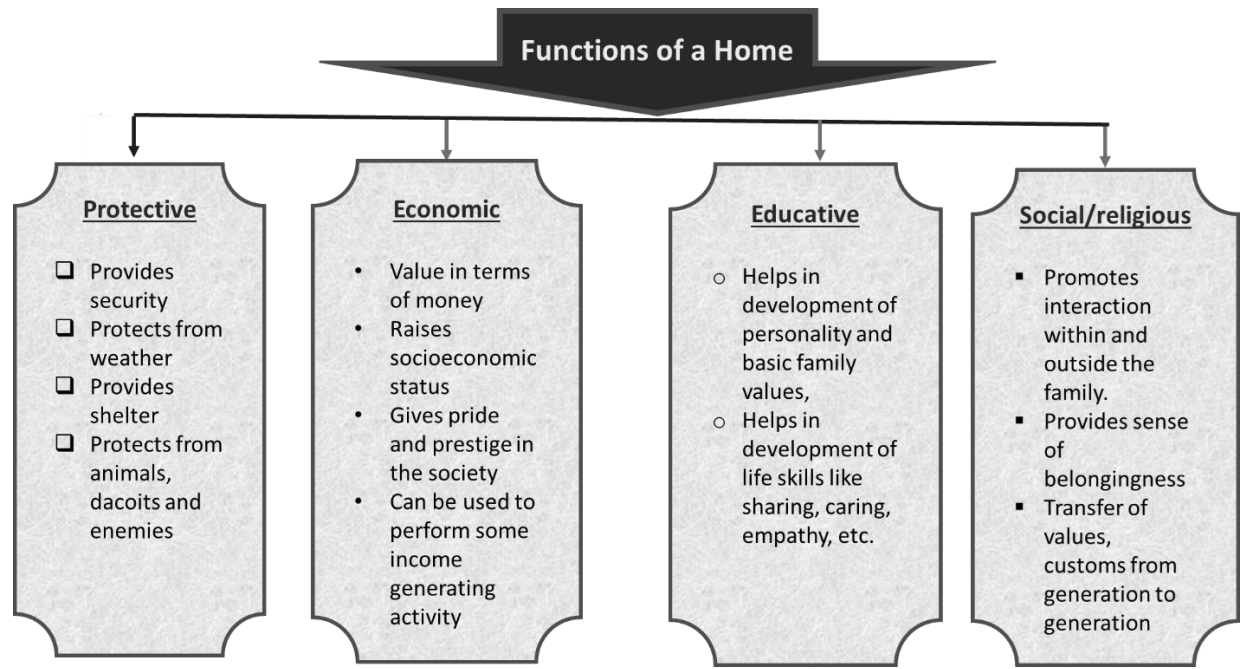 Functions of a Home
Protective
❑ Provides
security
❑ Protects from
weather
❑ Provides
shelter
❑ Protects from
animals,
dacoits and
enemies
Economic
• Value in terms
of money
• Raises
socioeconomic
status
• Gives pride
and prestige in
the society
• Can be used to
perform some
income
generating
activity
Educative
o Helps in
development of
personality and
basic family
values,
o Helps in
development of
life skills like
sharing, caring,
empathy, etc.
Social/religious
▪ Promotes
interaction
within and
outside the
family.
▪ Provides sense
of
belongingness
▪ Transfer of
values,
customs from
generation to
generation